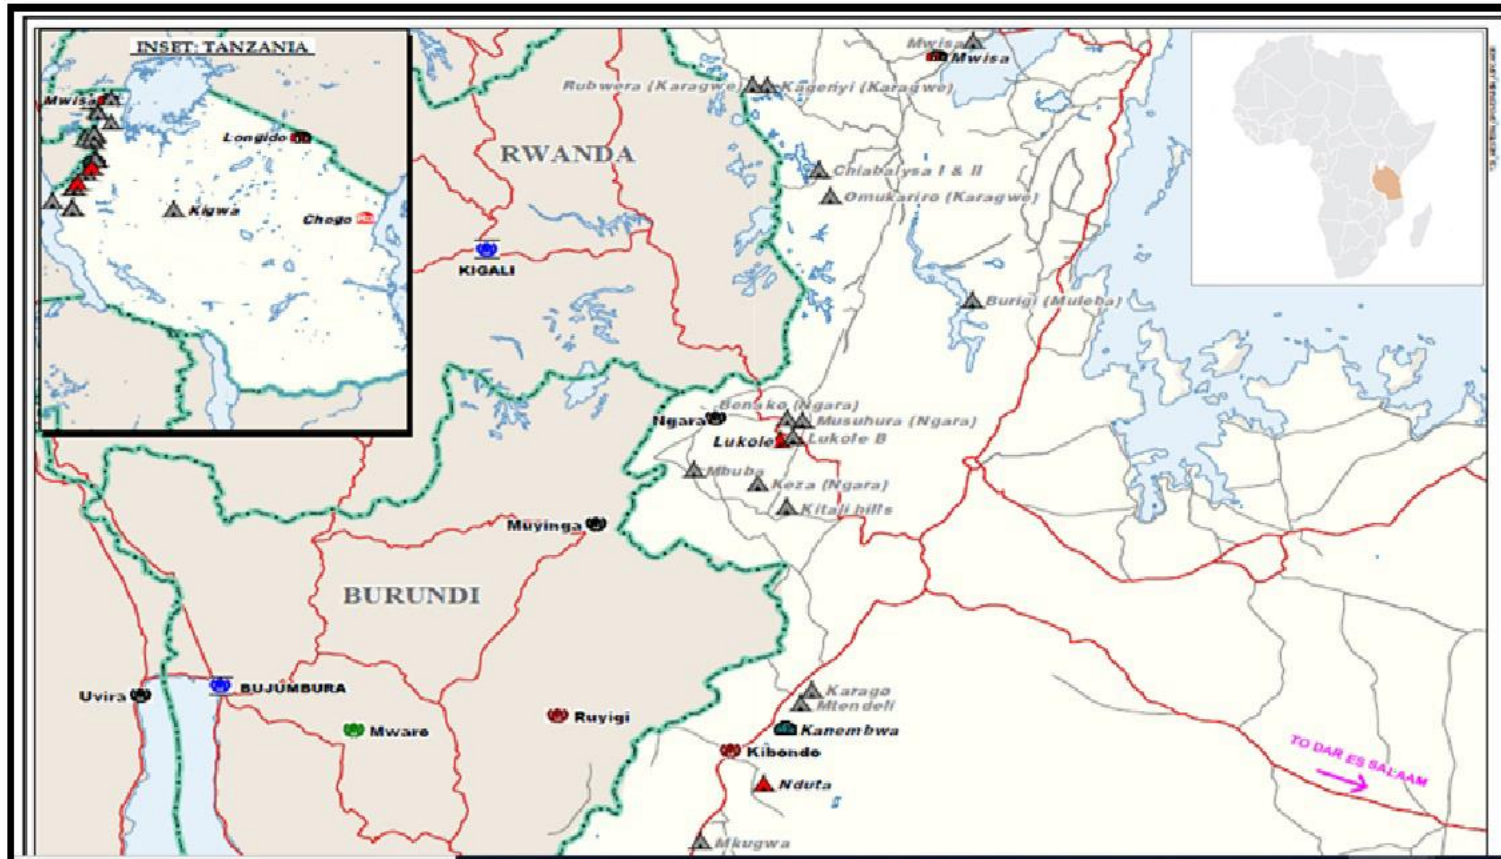 INSET: TANZANIA
Mwisa
Longido
Kigwa
Chogo
Mwisa
Mwisa
Rubwera (Karagwe)
Kagenyi (Karagwe)
RWANDA
Chiabalysa I & II
Omukariro (Karagwe)
KIGALI
Burigi (Muleba)
Benako (Ngara)
Ngara
Musuhura (Ngara)
Lukole
Lukole B
Mbuba
Keza (Ngara)
Kitali hills
Muyinga
BURUNDI
Uvira
BUJUMBURA
Karago
Mtendeli
Ruyigi
Mwaro
Kanembwa
Kibondo
TO DAR ES SALAAM
Nduta
Mkugwa